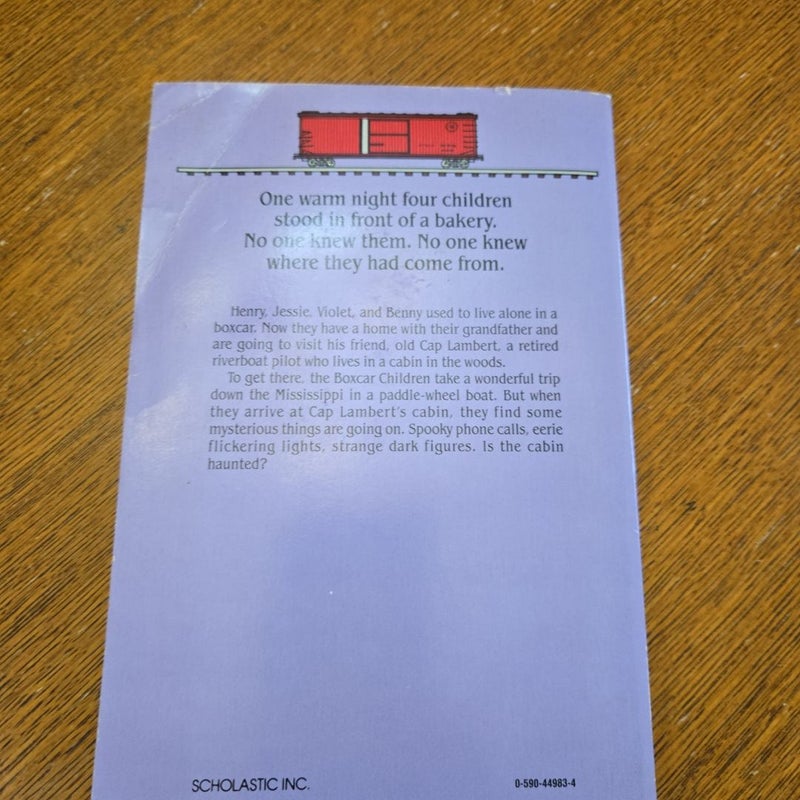 One warm night four children
stood in front of a bakery.
No one knew them. No one knew
where they had come from.
Henry, Jessie, Violet, and Benny used to live alone in a
boxcar. Now they have a home with their grandfather and
are going to visit his friend, old Cap Lambert, a retired
riverboat pilot who lives in a cabin in the woods.
To get there, the Boxcar Children take a wonderful trip
down the Mississippi in a paddle-wheel boat. But when
they arrive at Cap Lambert's cabin, they find some
mysterious things are going on. Spooky phone calls, eerie
flickering lights, strange dark figures. Is the cabin
haunted?
SCHOLASTIC INC.
0-590-44983-4